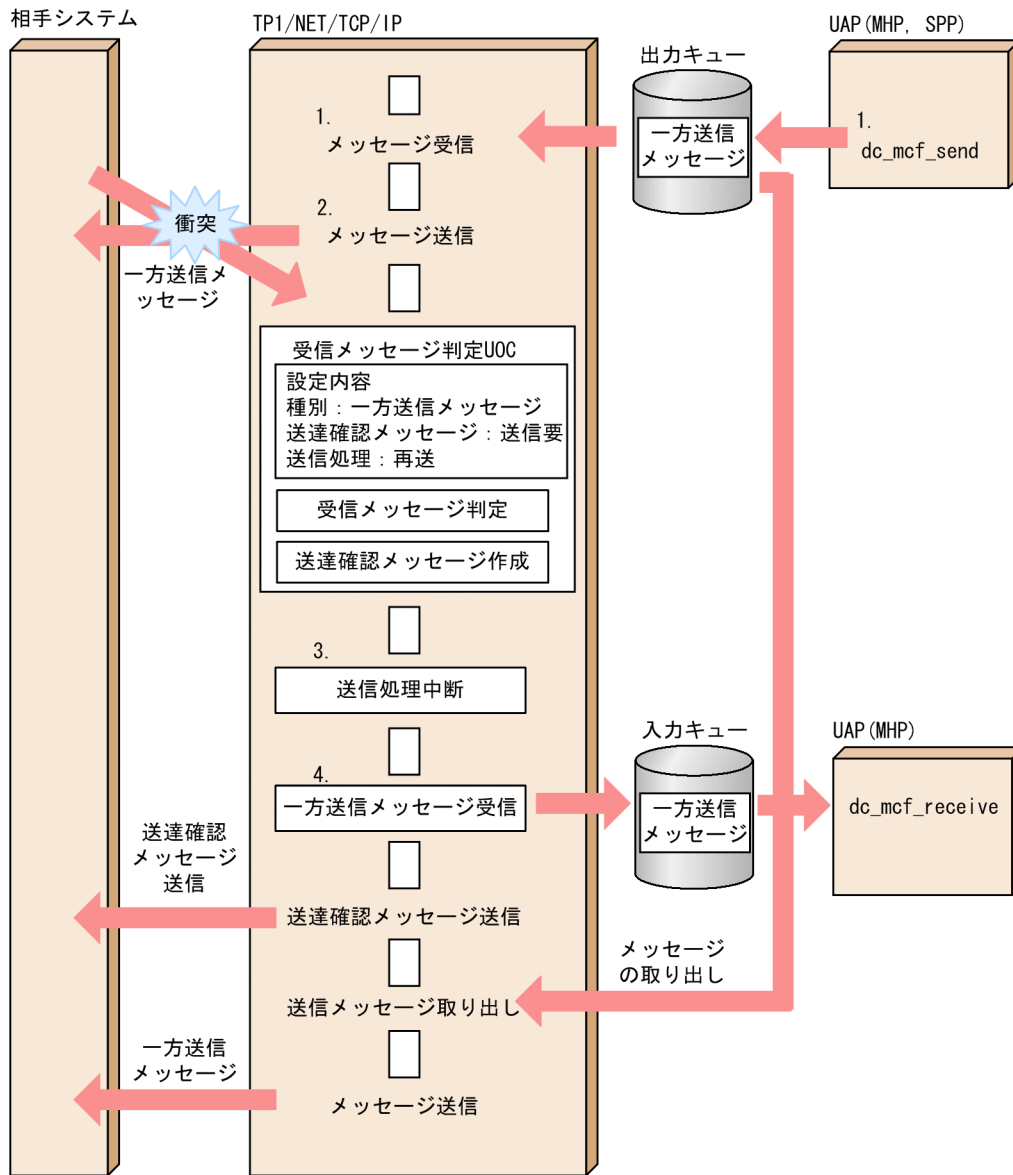 相手システム
TP1/NET/TCP/IP
UAP(MHP, SPP)
出力キュー
1.
メッセージ受信
一方送信
メッセージ
1.
dc_mcf_send
衝突
2.
メッセージ送信
一方送信メ
ッセージ
受信メッセージ判定UOC
設定内容
種別：一方送信メッセージ
送達確認メッセージ：送信要
送信処理：再送
受信メッセージ判定
送達確認メッセージ作成
3.
送信処理中断
入力キュー
UAP(MHP)
4.
一方送信メッセージ受信
一方送信
メッセージ
dc_mcf_receive
送達確認
メッセージ
送信
送達確認メッセージ送信
メッセージ
の取り出し
送信メッセージ取り出し
一方送信
メッセージ
メッセージ送信